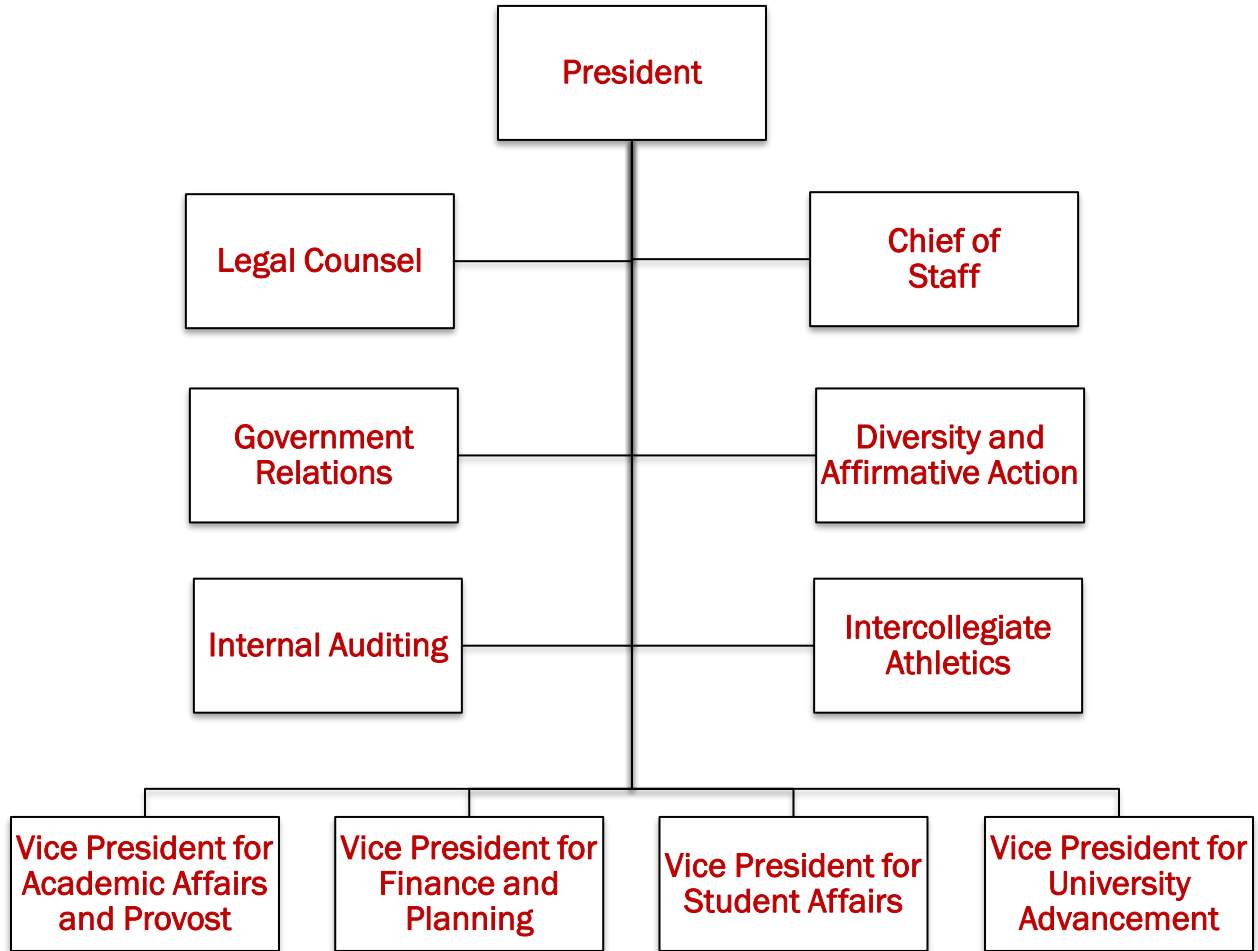 President
Legal Counsel
Chief of
Staff
Government
Relations
Diversity and
Affirmative Action
Internal Auditing
Intercollegiate
Athletics
Vice President for
Academic Affairs
and Provost
Vice President for
Finance and
Planning
Vice President for
Student Affairs
Vice President for
University
Advancement